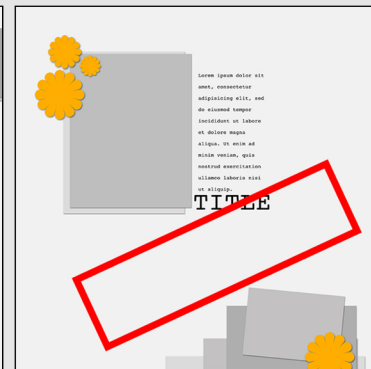 Lorem ipsum dolor sit
amet, consectetur
adipisicing elit, sed
do eiusmod tempor
incididunt ut labore
et dolore magna
aliqua. Ut enim ad
minim veniam, quis
nostrud exercitation
ullamco laboris nisi
ut aliquip.
TITLE